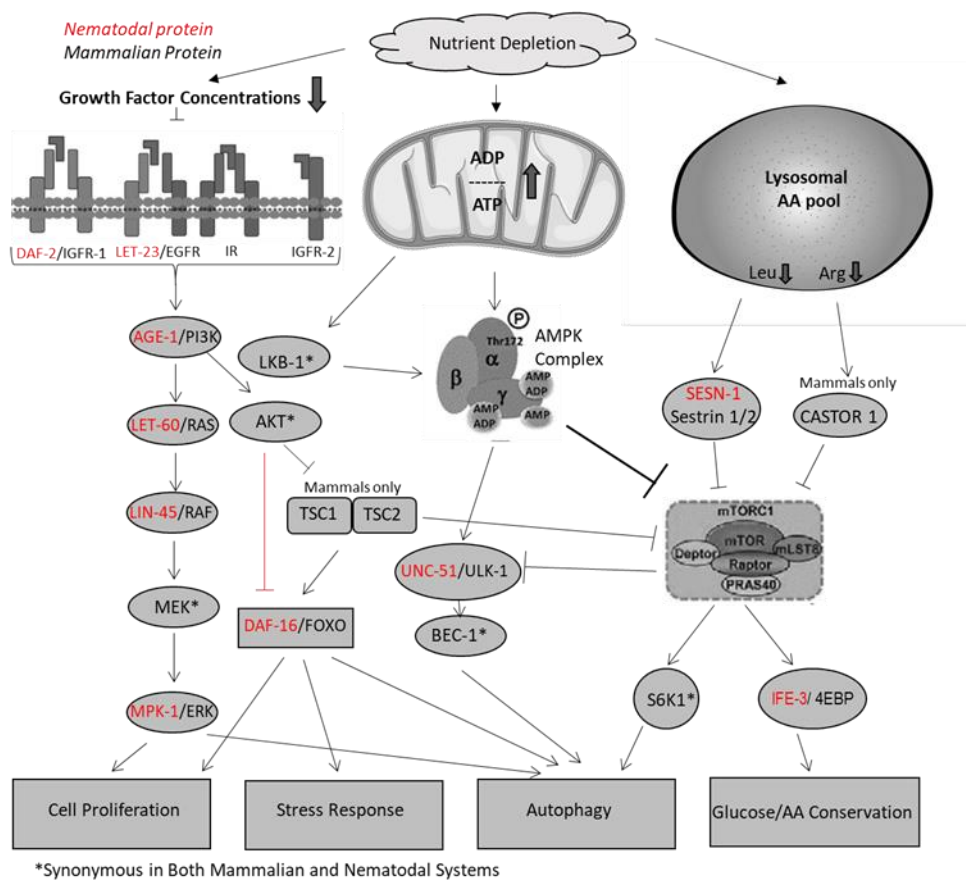 Nematodal protein
Mammalian Protein
Nutrient Depletion
Growth Factor Concentrations
ADP
ATP
Lysosomal
AA pool
Leu
Arg
DAF-2/IGFR-1
LET-23/EGFR
IR
IGFR-2
P
Thr172
AMPK
Complex
α
β
γ
AMP
ADP
AMP
ADP
AMP
AGE-1/PI3K
LKB-1*
SESN-1
Sestrin 1/2
Mammals only
CASTOR 1
LET-60/RAS
AKT*
Mammals only
TSC1
TSC2
LIN-45/RAF
mTORC1
mTOR
Deptor
mLST8
Raptor
PRAS40
UNC-51/ULK-1
MEK*
DAF-16/FOXO
BEC-1*
MPK-1/ERK
S6K1*
IFE-3/ 4EBP
Cell Proliferation
Stress Response
Autophagy
Glucose/AA Conservation
*Synonymous in Both Mammalian and Nematodal Systems